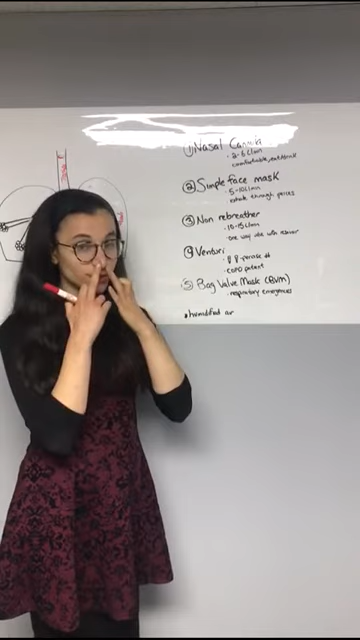 ① Nasal Cannula
• 2-6 L/min
comfortable, eat/drink
② Simple face mask
• 5-10 L/min
exhale through
③ Non rebreather
• 10-15 L/min
one way valve with reservoir
④ Venturi
• COPD patient
⑤ Bag Valve Mask (BVM)
• respiratory emergencies
• humidified air